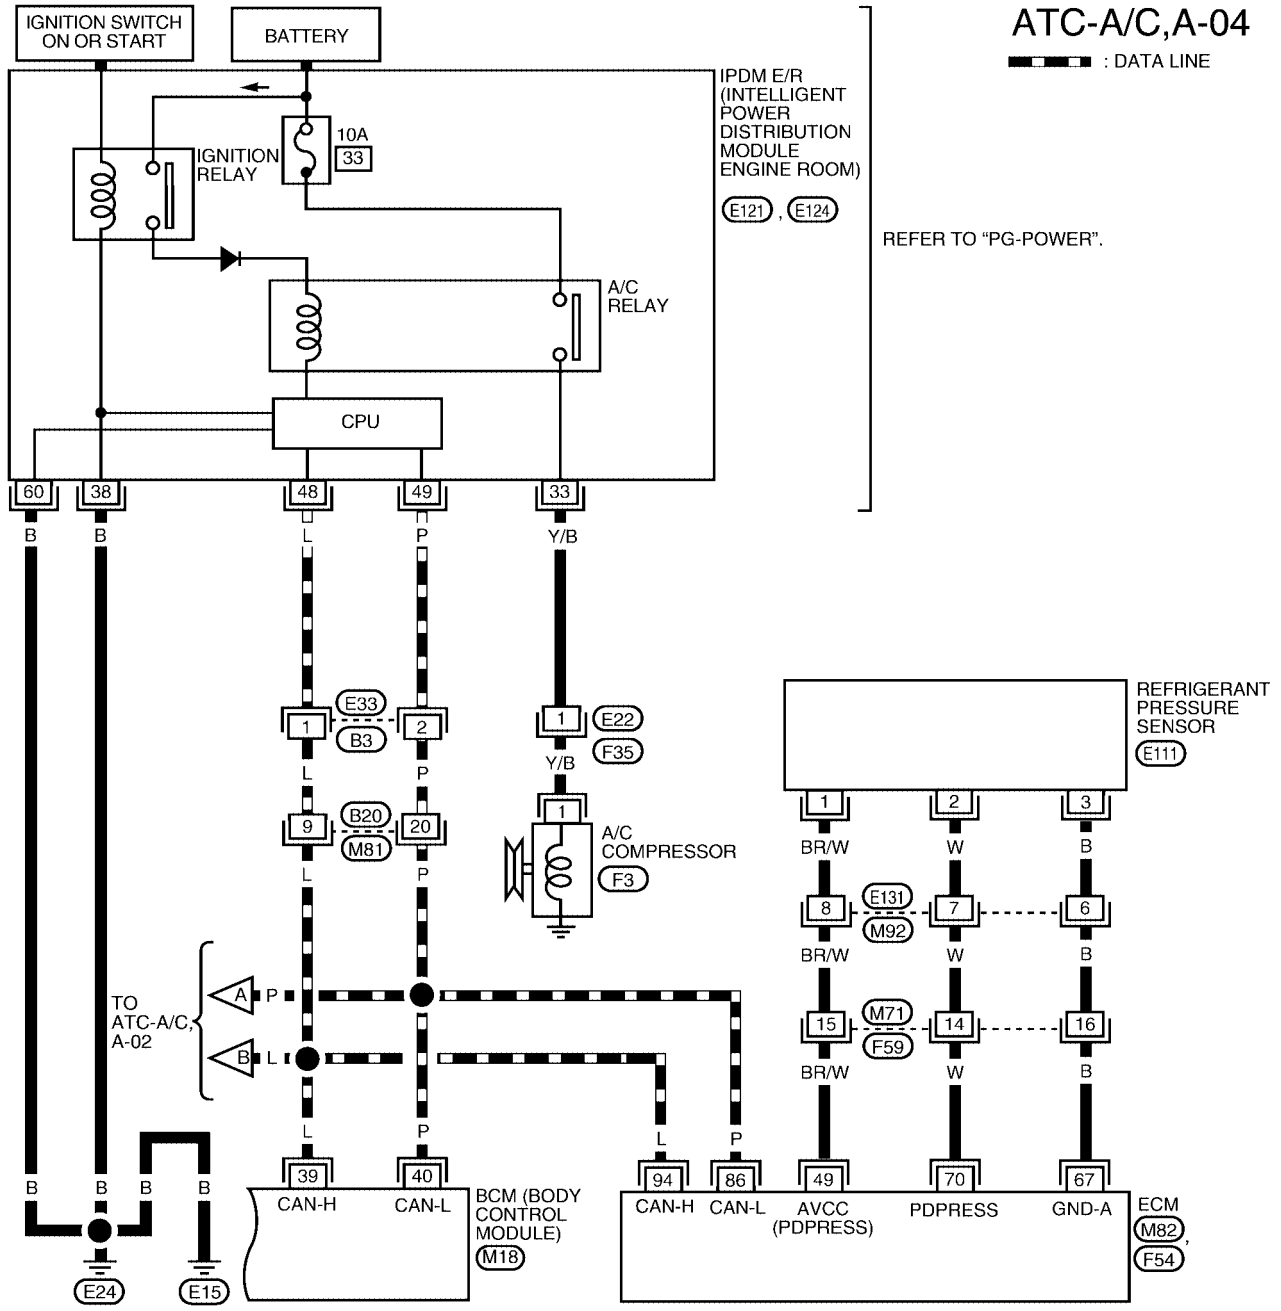 ATC-A/C,A-04
: DATA LINE
IGNITION SWITCH
ON OR START
BATTERY
IPDM E/R
(INTELLIGENT
POWER
DISTRIBUTION
MODULE
ENGINE ROOM)
E121 , E124
REFER TO “PG-POWER”.
10A
33
IGNITION
RELAY
A/C
RELAY
CPU
60 38 48 49 33
B B L P Y/B
E33
1 2
B3
1
E22
F35
L P Y/B
B20
9 20
M81
L P
1
A/C
COMPRESSOR
F3
REFRIGERANT
PRESSURE
SENSOR
E111
1 2 3
BR/W W B
E131
8 7 6
M92
BR/W W B
M71
15 14 16
F59
BR/W W B
TO
ATC-A/C,
A-02
A P
B L
L P L P
B B B B
39 40 94 86 49 70 67
CAN-H CAN-L
BCM (BODY
CONTROL
MODULE)
M18
CAN-H CAN-L AVCC
(PDPRESS)
PDPRESS GND-A
ECM
M82 ,
F54
E24 E15